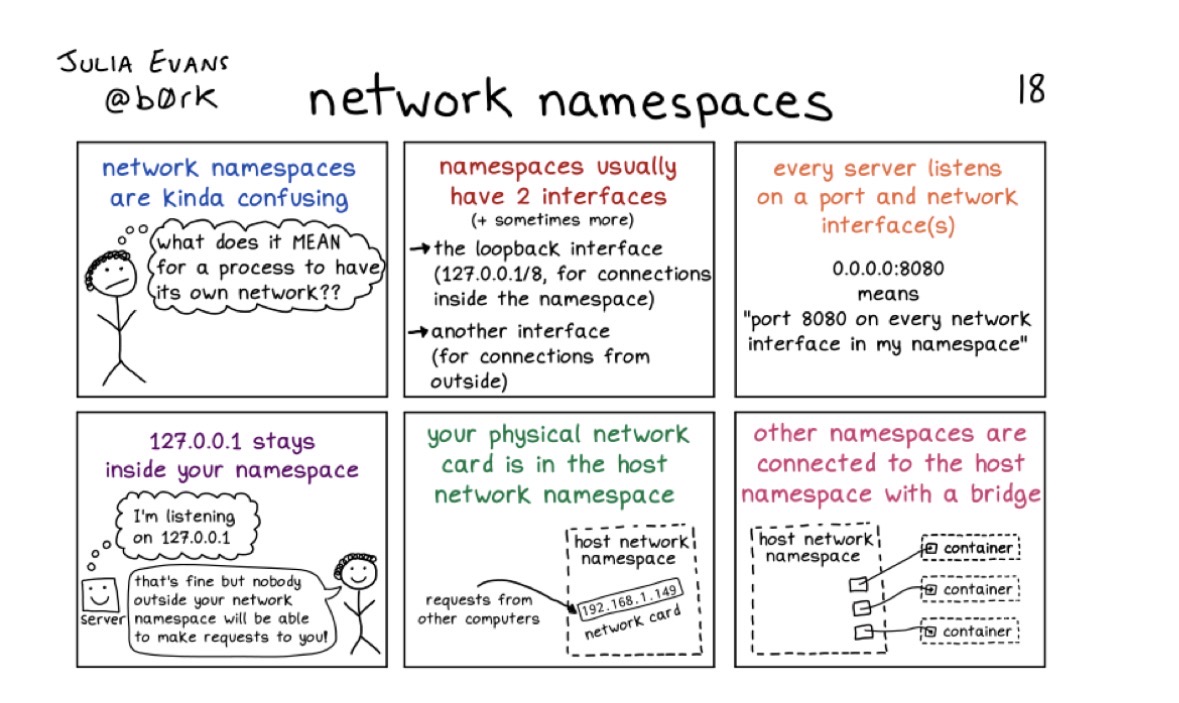 JULIA EVANS
@b0rk
network namespaces
18
network namespaces
are kinda confusing
what does it MEAN
for a process to have
its own network??
namespaces usually
have 2 interfaces
(+ sometimes more)
→ the loopback interface
(127.0.0.1/8, for connections
inside the namespace)
→ another interface
(for connections from
outside)
every server listens
on a port and network
interface(s)
0.0.0.0:8080
means
"port 8080 on every network
interface in my namespace"
127.0.0.1 stays
inside your namespace
I'm listening
on 127.0.0.1
server
that's fine but nobody
outside your network
namespace will be able
to make requests to you!
your physical network
card is in the host
network namespace
requests from
other computers
host network
namespace
192.168.1.149
network card
other namespaces are
connected to the host
namespace with a bridge
host network
namespace
container
container
container